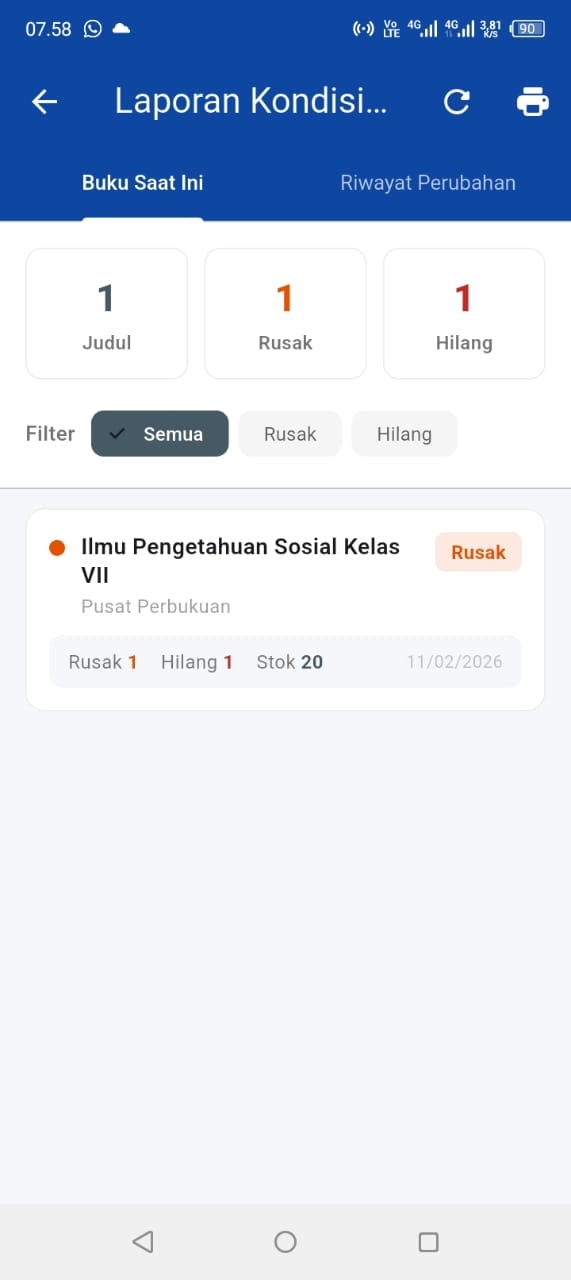 07.58 Vo LTE 4G 4G 3,81 K/S 90
Laporan Kondisi...
Buku Saat Ini Riwayat Perubahan
1 1 1
Judul Rusak Hilang
Filter Semua Rusak Hilang
Ilmu Pengetahuan Sosial Kelas
VII
Rusak
Pusat Perbukuan
Rusak 1 Hilang 1 Stok 20 11/02/2026